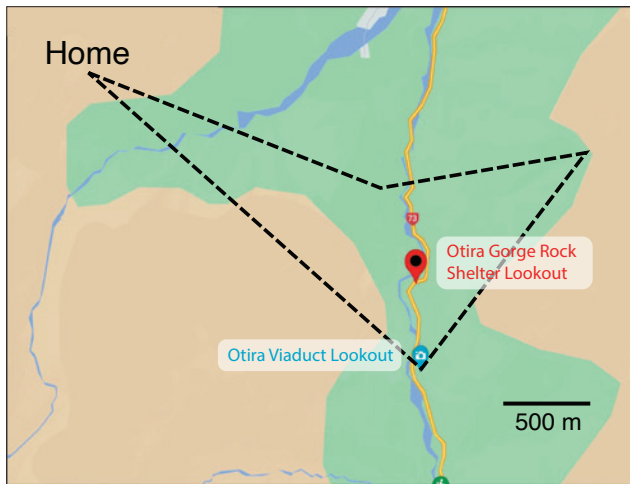 Home
73
Otira Gorge Rock
Shelter Lookout
Otira Viaduct Lookout
500 m